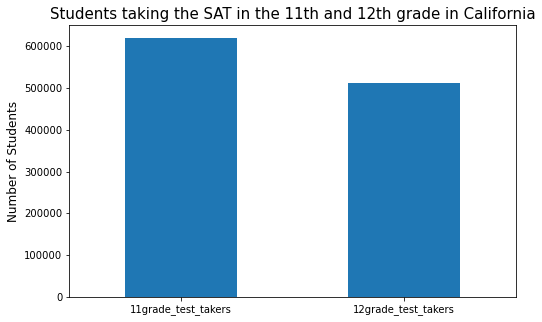 Students taking the SAT in the 11th and 12th grade in California
Number of Students
600000
500000
400000
300000
200000
100000
0
11grade_test_takers
12grade_test_takers